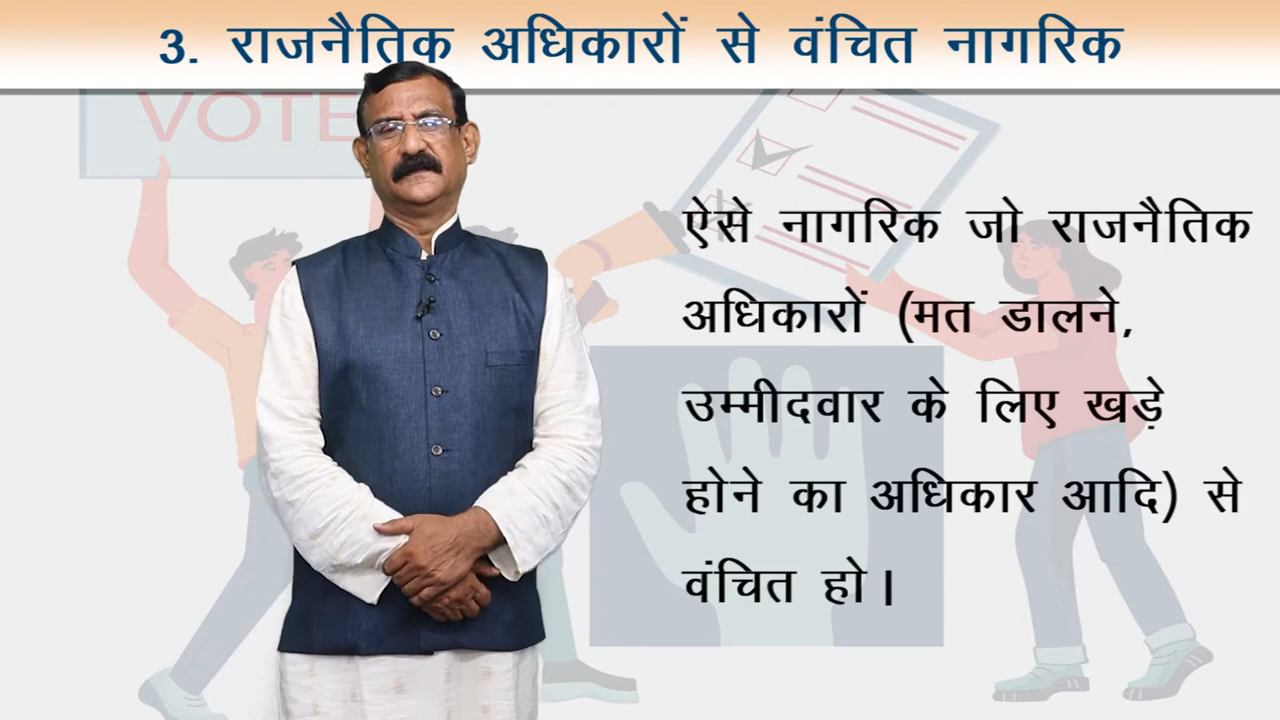 3. राजनैतिक अधिकारों से वंचित नागरिक
VOTE
ऐसे नागरिक जो राजनैतिक
अधिकारों (मत डालने,
उम्मीदवार के लिए खड़े
होने का अधिकार आदि) से
वंचित हो।